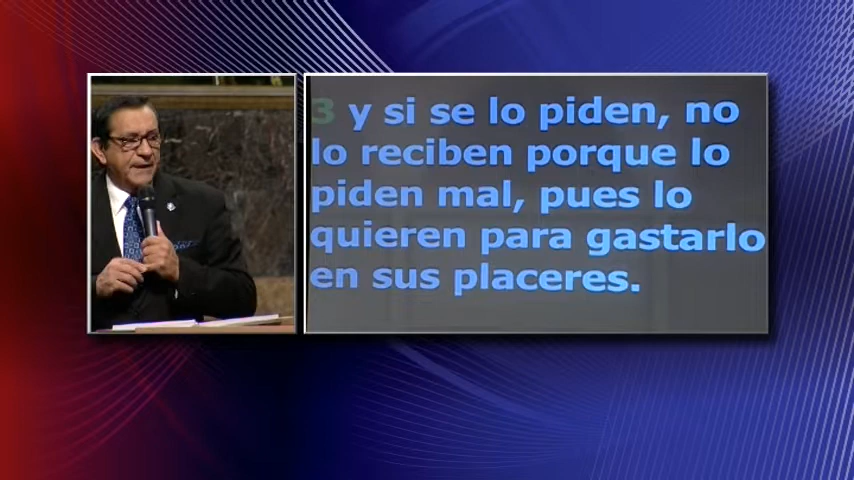 3 y si se lo piden, no
lo reciben porque lo
piden mal, pues lo
quieren para gastarlo
en sus placeres.